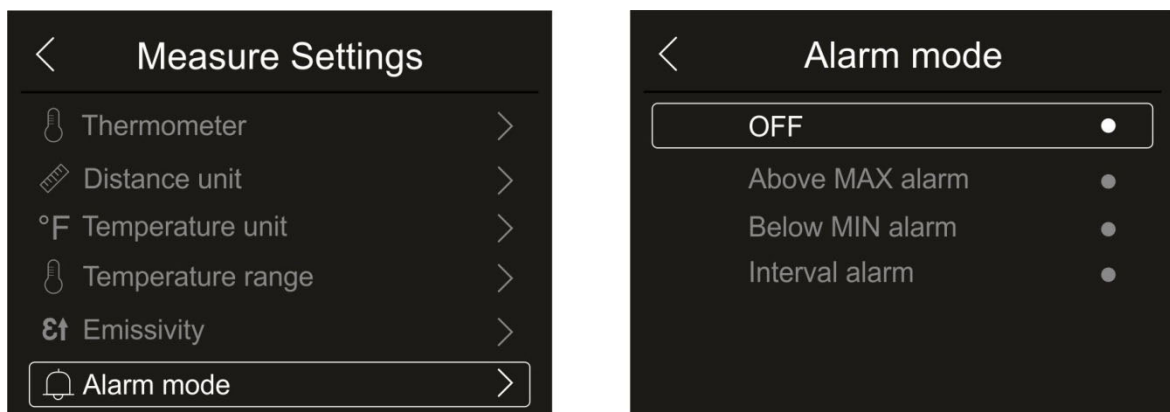 Measure Settings
Thermometer
Distance unit
°F Temperature unit
Temperature range
Ɛ↑ Emissivity
Alarm mode
Alarm mode
OFF
Above MAX alarm
Below MIN alarm
Interval alarm